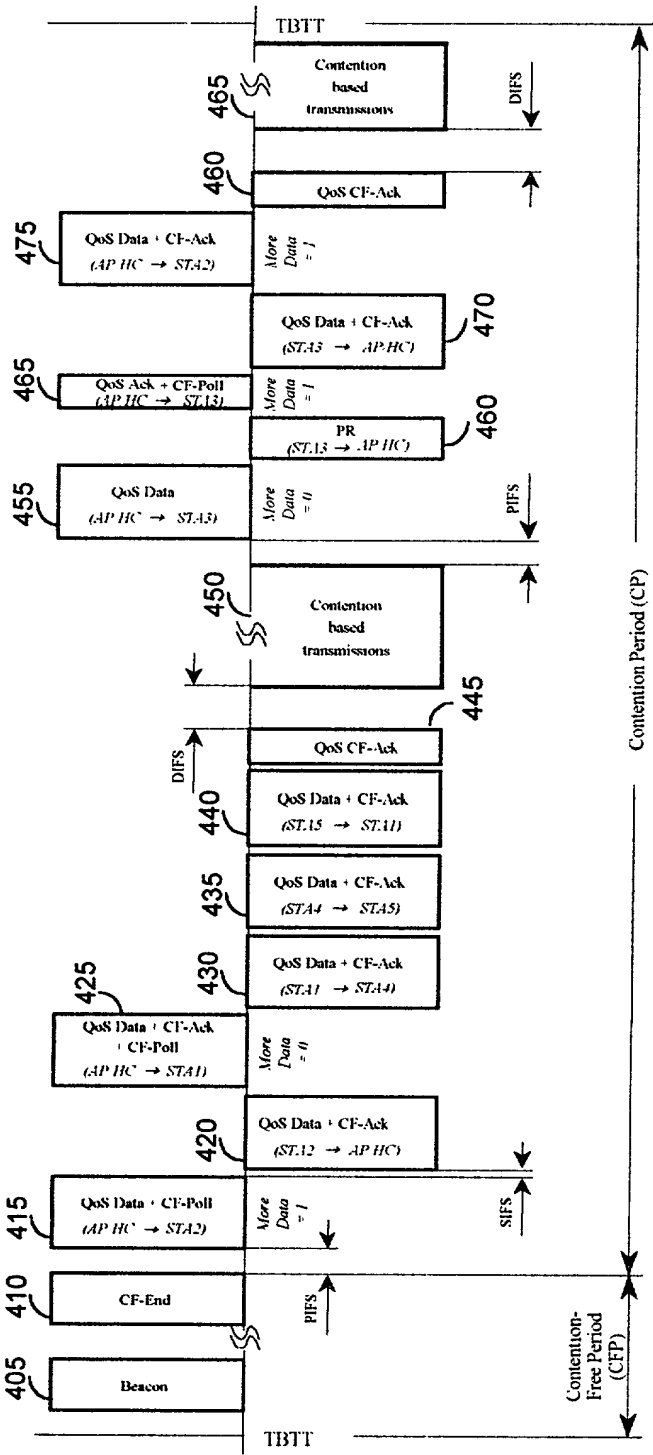 TBTT
405
Beacon
410
CF-End
Contention-
Free Period
(CFP)
PIFS
415
QoS Data + CF-Poll
(AP HC → STA2)
More
Data
= 1
SIFS
420
QoS Data + CF-Ack
(STA2 → AP HC)
425
QoS Data + CF-Ack
+ CF-Poll
(AP HC → STA1)
More
Data
= 0
430
QoS Data + CF-Ack
(STA1 → STA4)
435
QoS Data + CF-Ack
(STA4 → STA5)
440
QoS Data + CF-Ack
(STA5 → STA1)
445
QoS CF-Ack
DIFS
450
Contention
based
transmissions
PIFS
455
QoS Data
(AP HC → STA3)
More
Data
= 0
460
PR
(STA3 → AP HC)
465
QoS Ack + CF-Poll
(AP HC → STA3)
More
Data
= 1
470
QoS Data + CF-Ack
(STA3 → AP-HC)
475
QoS Data + CF-Ack
(AP HC → STA2)
More
Data
= 1
460
QoS CF-Ack
DIFS
465
Contention
based
transmissions
TBTT
Contention Period (CP)